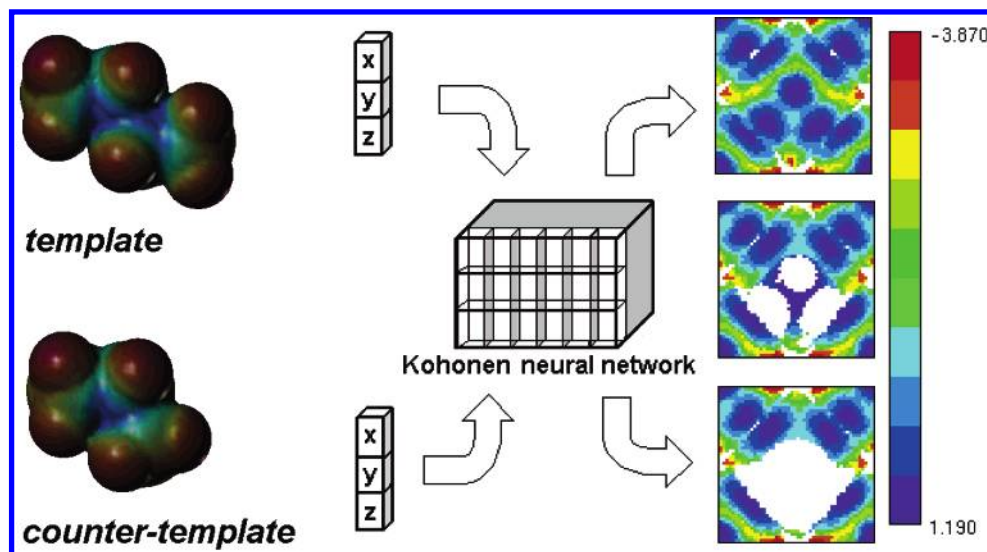 x
y
z
-3.870
template
Kohonen neural network
x
y
z
counter-template
1.190